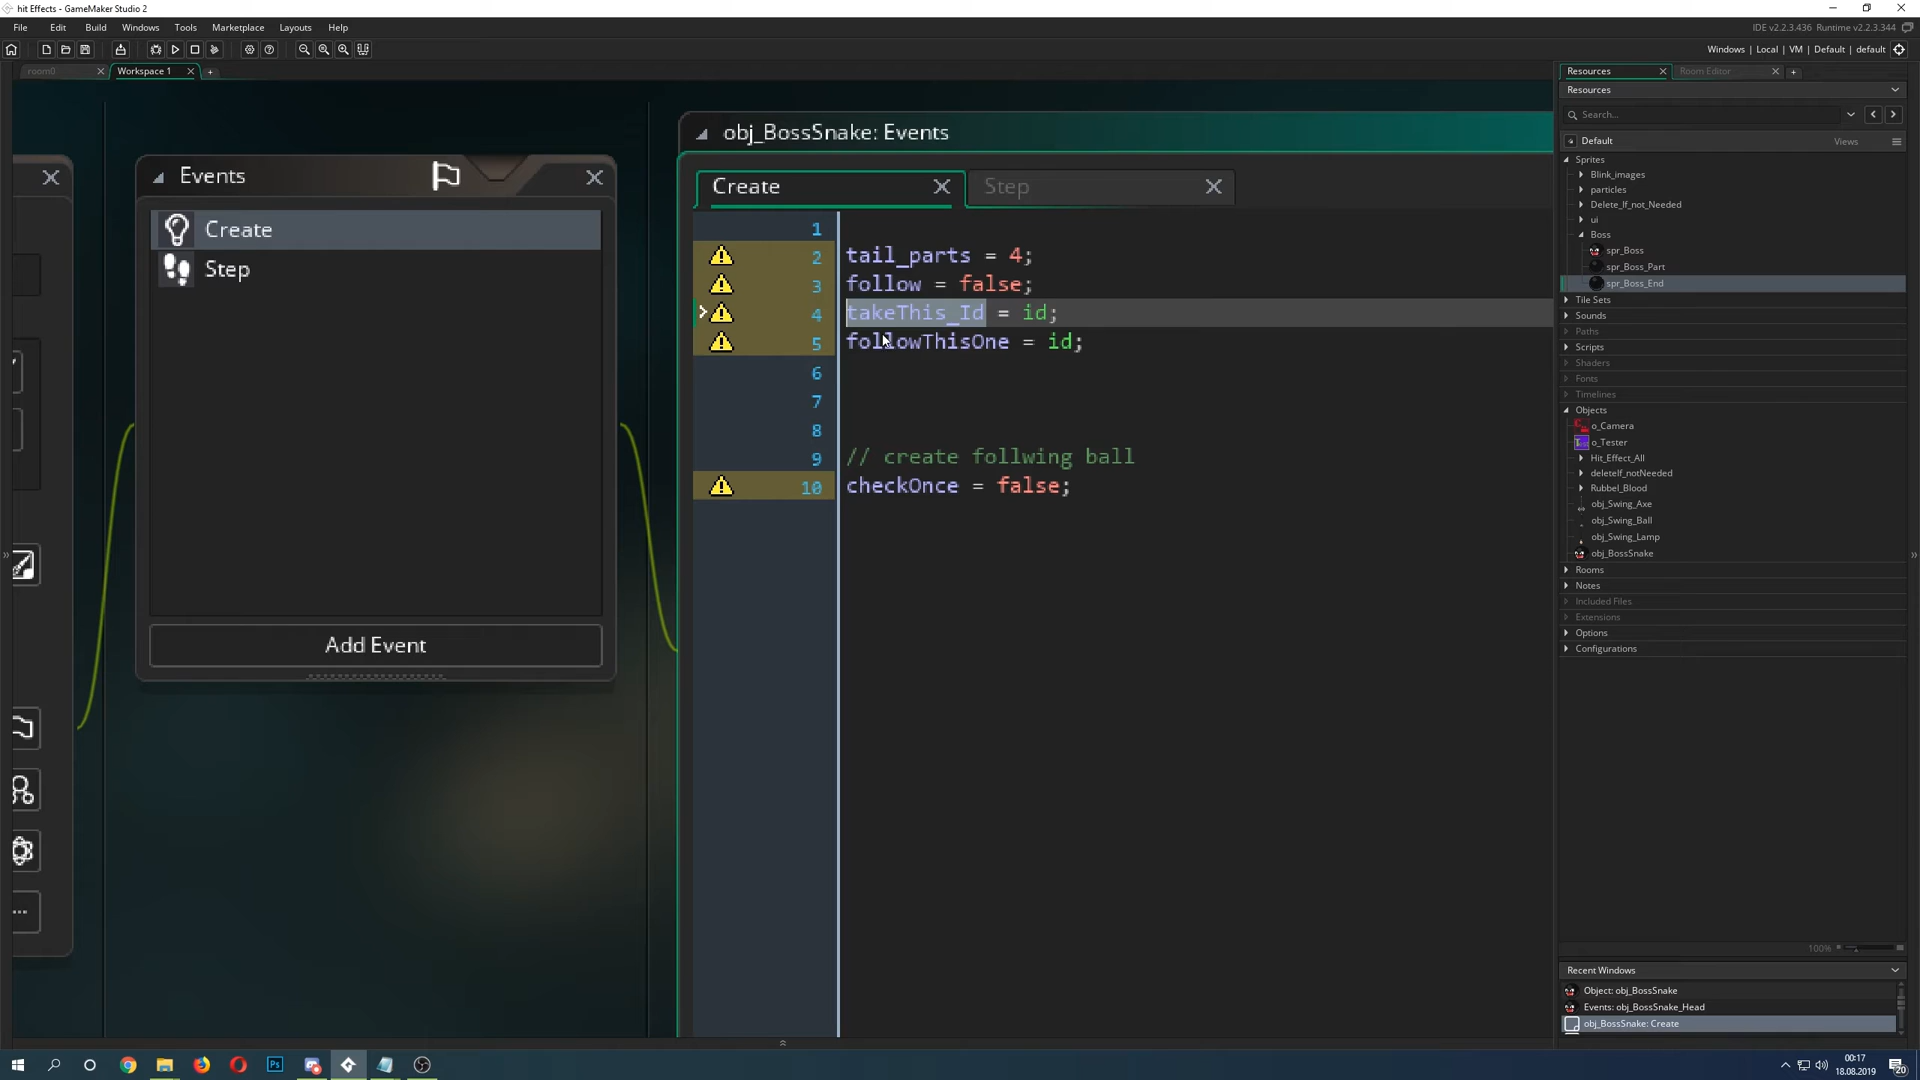 hit Effects - GameMaker Studio 2
File Edit Build Windows Tools Marketplace Layouts Help
IDE v2.2.3.436 Runtime v2.2.3.344
Windows | Local | VM | Default | default
room0
Workspace 1
Events
Create
Step
Add Event
obj_BossSnake: Events
Create
Step
1
2 tail_parts = 4;
3 follow = false;
4 takeThis_Id = id;
5 followThisOne = id;
6
7
8
9 // create follwing ball
10 checkOnce = false;
Resources
Room Editor
Resources
Search...
Default
Views
Sprites
Blink_images
particles
Delete_If_not_Needed
ui
Boss
spr_Boss
spr_Boss_Part
spr_Boss_End
Tile Sets
Sounds
Paths
Scripts
Shaders
Fonts
Timelines
Objects
o_Camera
o_Tester
Hit_Effect_All
deleteIf_notNeeded
Rubbel_Blood
obj_Swing_Axe
obj_Swing_Ball
obj_Swing_Lamp
obj_BossSnake
Rooms
Notes
Included Files
Extensions
Options
Configurations
100%
Recent Windows
Object: obj_BossSnake
Events: obj_BossSnake_Head
obj_BossSnake: Create
Ps
00:17
18.08.2019
20